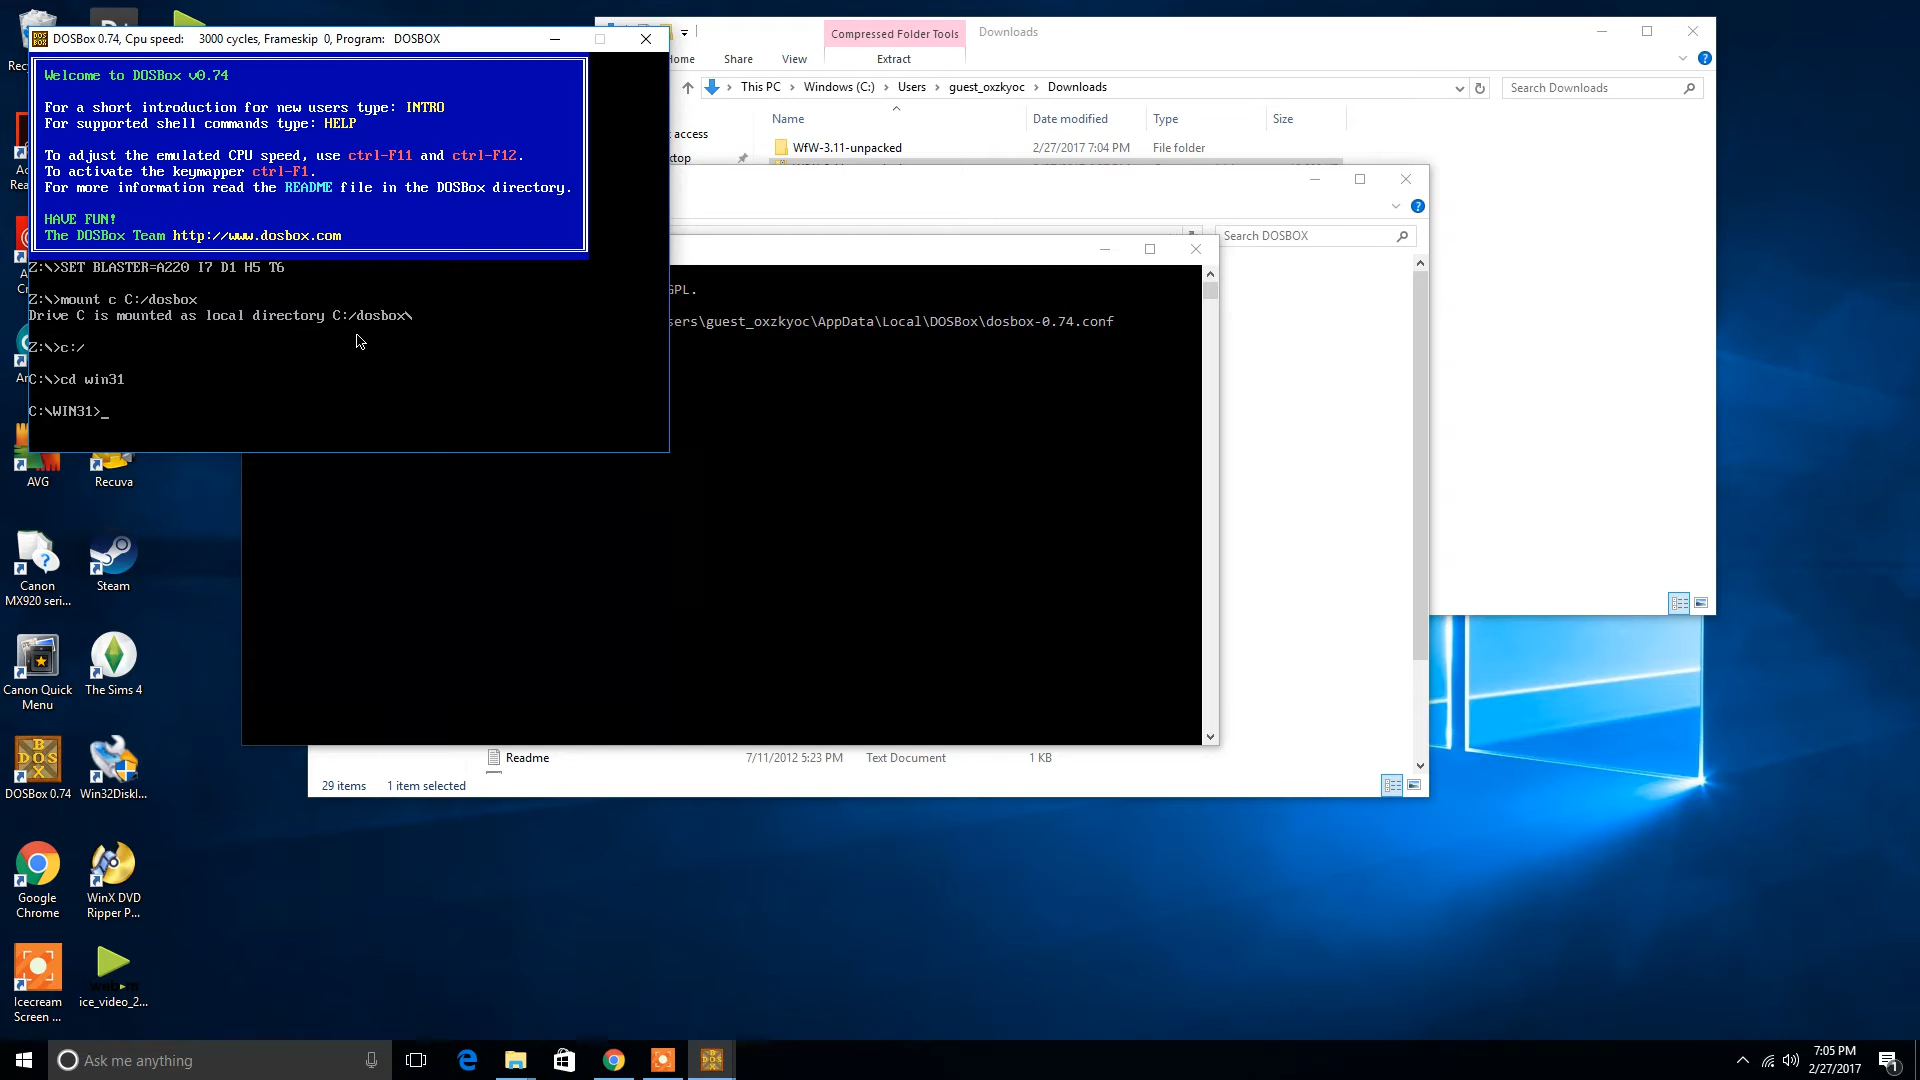 DOSBox 0.74, Cpu speed: 3000 cycles, Frameskip 0, Program: DOSBOX
Welcome to DOSBox v0.74
For a short introduction for new users type: INTRO
For supported shell commands type: HELP
To adjust the emulated CPU speed, use ctrl-F11 and ctrl-F12.
To activate the keymapper ctrl-F1.
For more information read the README file in the DOSBox directory.
HAVE FUN!
The DOSBox Team http://www.dosbox.com
Z:\>SET BLASTER=A220 I7 D1 H5 T6
Z:\>mount c C:/dosbox
Drive C is mounted as local directory C:/dosbox\
Z:\>c:/
C:\>cd win31
C:\WIN31>_
Compressed Folder Tools
Downloads
Share
View
Extract
This PC
Windows (C:)
Users
guest_oxzkyoc
Downloads
Search Downloads
Name
Date modified
Type
Size
access
WfW-3.11-unpacked
2/27/2017 7:04 PM
File folder
Search DOSBOX
GPL.
sers\guest_oxzkyoc\AppData\Local\DOSBox\dosbox-0.74.conf
Readme
7/11/2012 5:23 PM
Text Document
1 KB
29 items
1 item selected
AVG
Recuva
Canon
MX920 seri...
Steam
Canon Quick
Menu
The Sims 4
DOSBox 0.74
Win32DiskI...
Google
Chrome
WinX DVD
Ripper P...
Icecream
Screen ...
ice_video_2...
Ask me anything
7:05 PM
2/27/2017
1